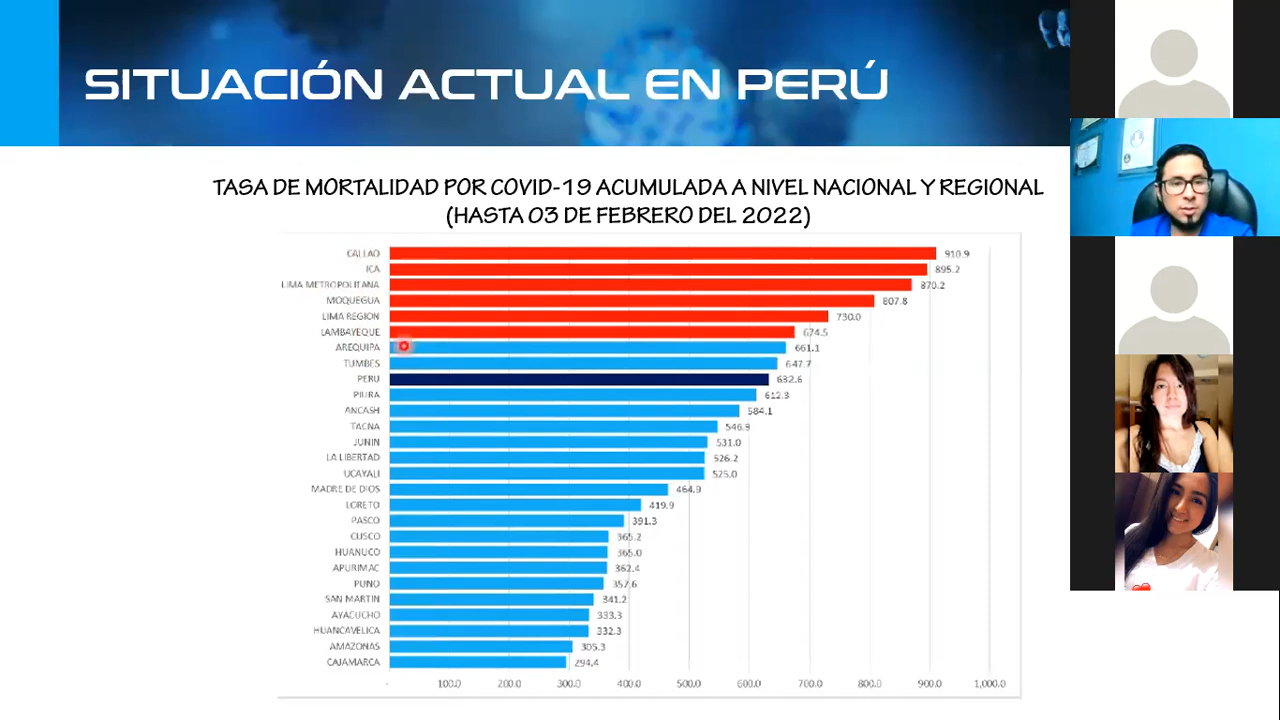 SITUACIÓN ACTUAL EN PERÚ
TASA DE MORTALIDAD POR COVID-19 ACUMULADA A NIVEL NACIONAL Y REGIONAL
(HASTA 03 DE FEBRERO DEL 2022)
CALLAO 910.9
ICA 895.2
LIMA METROPOLITANA 870.2
MOQUEGUA 807.8
LIMA REGION 730.0
LAMBAYEQUE 674.5
AREQUIPA 661.1
TUMBES 647.7
PERU 632.6
PIURA 612.3
ANCASH 584.1
TACNA 546.9
JUNIN 531.0
LA LIBERTAD 526.2
UCAYALI 525.0
MADRE DE DIOS 464.9
LORETO 419.9
PASCO 391.3
CUSCO 365.2
HUANUCO 365.0
APURIMAC 362.4
PUNO 357.6
SAN MARTIN 341.2
AYACUCHO 333.3
HUANCAVELICA 332.3
AMAZONAS 305.3
CAJAMARCA 294.4
- 100.0 200.0 300.0 400.0 500.0 600.0 700.0 800.0 900.0 1,000.0